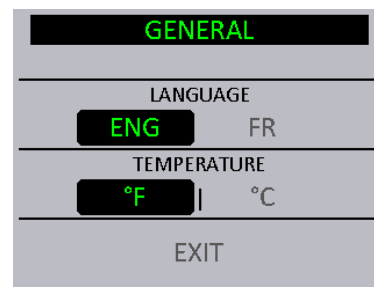 GENERAL
LANGUAGE
ENG FR
TEMPERATURE
°F | °C
EXIT